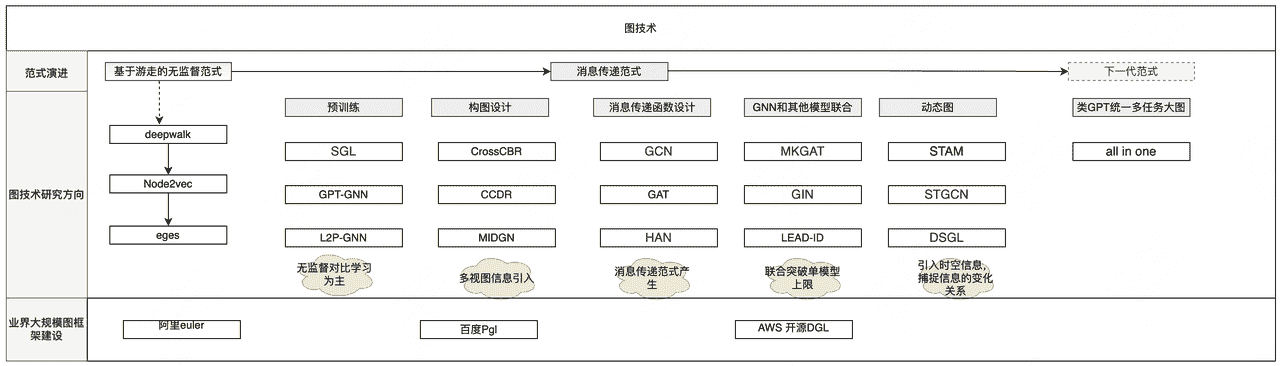 图技术
范式演进
基于游走的无监督范式
消息传递范式
下一代范式
图技术研究方向
预训练
构图设计
消息传递函数设计
GNN和其他模型联合
动态图
类GPT统一多任务大图
deepwalk
Node2vec
eges
SGL
CrossCBR
GCN
MKGAT
STAM
all in one
GPT-GNN
CCDR
GAT
GIN
STGCN
L2P-GNN
MIDGN
HAN
LEAD-ID
DSGL
无监督对比学习
为主
多视图信息引入
消息传递范式产
生
联合突破单模型
上限
引入时空信息,
捕捉信息的变化
关系
业界大规模图框
架建设
阿里euler
百度Pgl
AWS 开源DGL